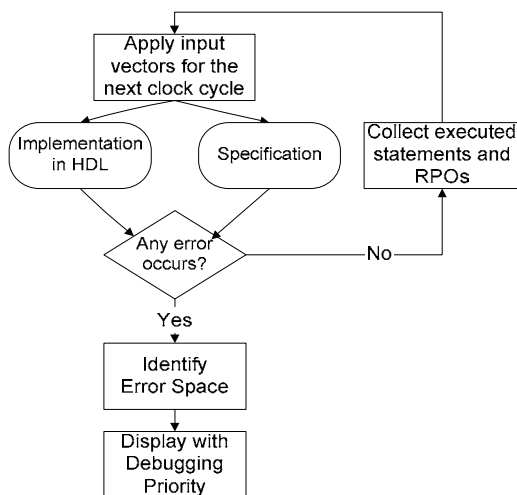 Apply input
vectors for the
next clock cycle
Implementation
in HDL
Specification
Collect executed
statements and
RPOs
Any error
occurs?
No
Yes
Identify
Error Space
Display with
Debugging
Priority